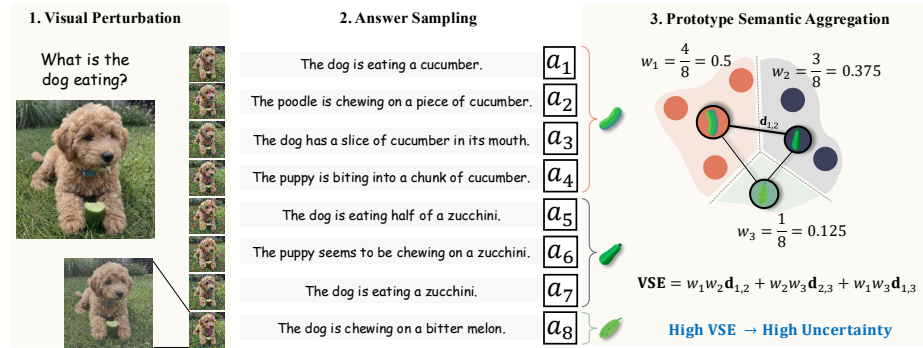 1. Visual Perturbation
What is the
dog eating?
2. Answer Sampling
The dog is eating a cucumber.
a₁
The poodle is chewing on a piece of cucumber.
a₂
The dog has a slice of cucumber in its mouth.
a₃
The puppy is biting into a chunk of cucumber.
a₄
The dog is eating half of a zucchini.
a₅
The puppy seems to be chewing on a zucchini.
a₆
The dog is eating a zucchini.
a₇
The dog is chewing on a bitter melon.
a₈
3. Prototype Semantic Aggregation
w₁ = 4/8 = 0.5
w₂ = 3/8 = 0.375
d₁,₂
w₃ = 1/8 = 0.125
VSE = w₁w₂d₁,₂ + w₂w₃d₂,₃ + w₁w₃d₁,₃
High VSE → High Uncertainty